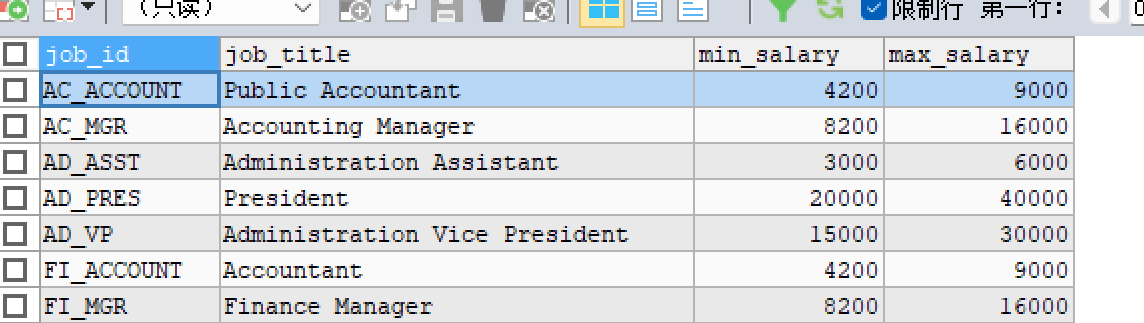 (只读) 限制行 第一行:
job_id job_title min_salary max_salary
AC_ACCOUNT Public Accountant 4200 9000
AC_MGR Accounting Manager 8200 16000
AD_ASST Administration Assistant 3000 6000
AD_PRES President 20000 40000
AD_VP Administration Vice President 15000 30000
FI_ACCOUNT Accountant 4200 9000
FI_MGR Finance Manager 8200 16000